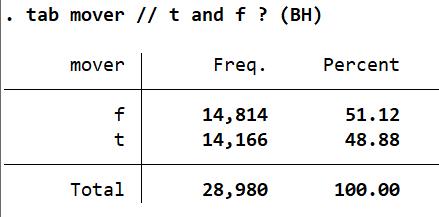 . tab mover // t and f ? (BH)
mover Freq. Percent
f 14,814 51.12
t 14,166 48.88
Total 28,980 100.00